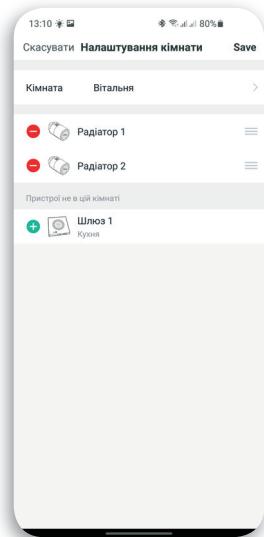 13:10 80%
Скасувати Налаштування кімнати Save
Кімната Вітальня
Радіатор 1
Радіатор 2
Пристрої не в цій кімнаті
Шлюз 1
Кухня